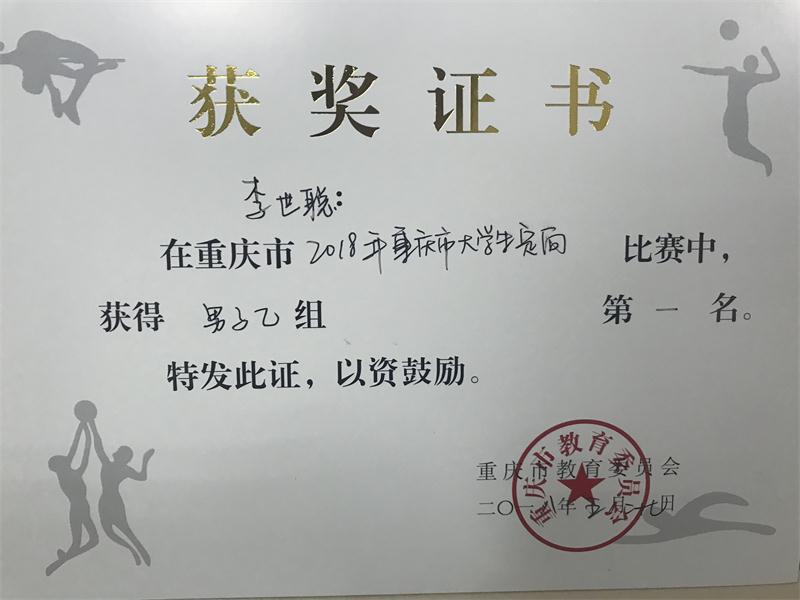 获奖证书
李世聪：
在重庆市 2018年重庆市大学生定向 比赛中，
获得 男子乙 组 第 一 名。
特发此证，以资鼓励。
重庆市教育委员会
重庆市教育委员会
二〇一八年五月一九日